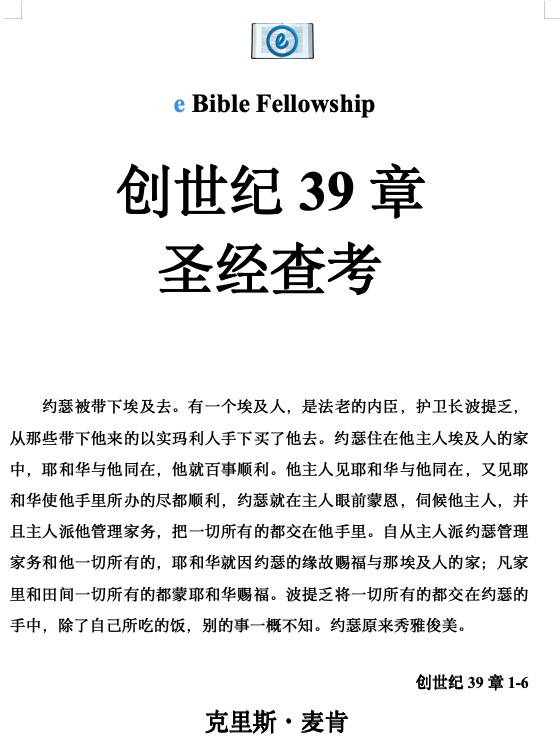 e
e Bible Fellowship
创世纪 39 章
圣经查考
约瑟被带下埃及去。有一个埃及人，是法老的内臣，护卫长波提乏，
从那些带下他来的以实玛利人手下买了他去。约瑟住在他主人埃及人的家
中，耶和华与他同在，他就百事顺利。他主人见耶和华与他同在，又见耶
和华使他手里所办的尽都顺利，约瑟就在主人眼前蒙恩，伺候他主人，并
且主人派他管理家务，把一切所有的都交在他手里。自从主人派约瑟管理
家务和他一切所有的，耶和华就因约瑟的缘故赐福与那埃及人的家；凡家
里和田间一切所有的都蒙耶和华赐福。波提乏将一切所有的都交在约瑟的
手中，除了自己所吃的饭，别的事一概不知。约瑟原来秀雅俊美。
创世纪 39 章 1-6
克里斯·麦肯